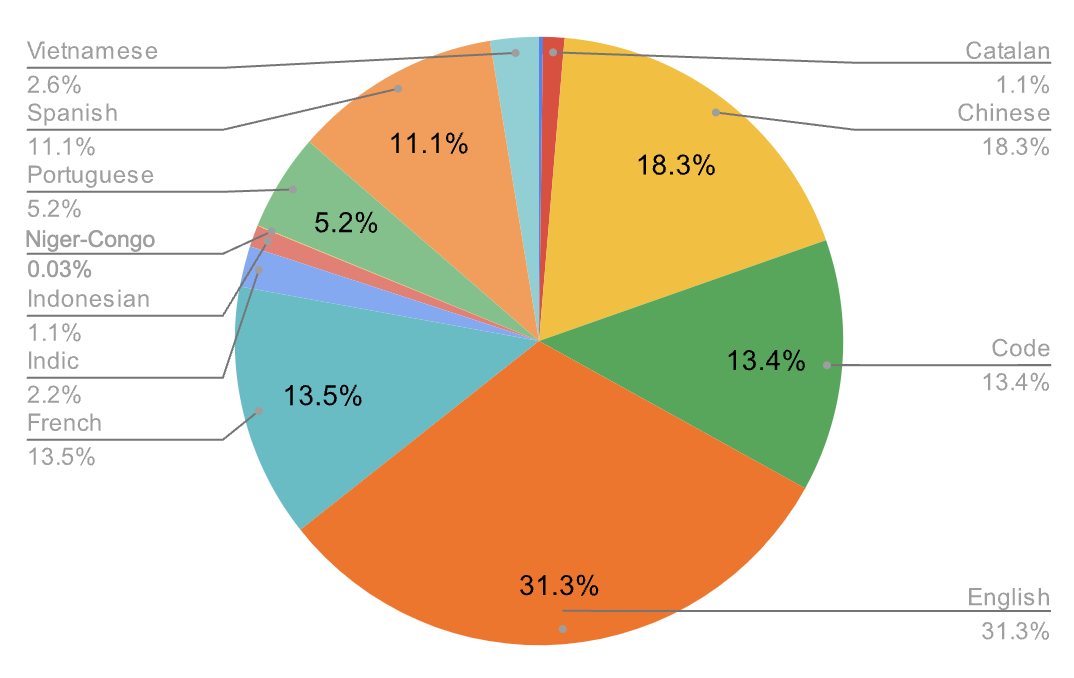 Vietnamese
2.6%
Spanish
11.1%
Portuguese
5.2%
Niger-Congo
0.03%
Indonesian
1.1%
Indic
2.2%
French
13.5%
11.1%
18.3%
5.2%
13.4%
13.5%
31.3%
Catalan
1.1%
Chinese
18.3%
Code
13.4%
English
31.3%